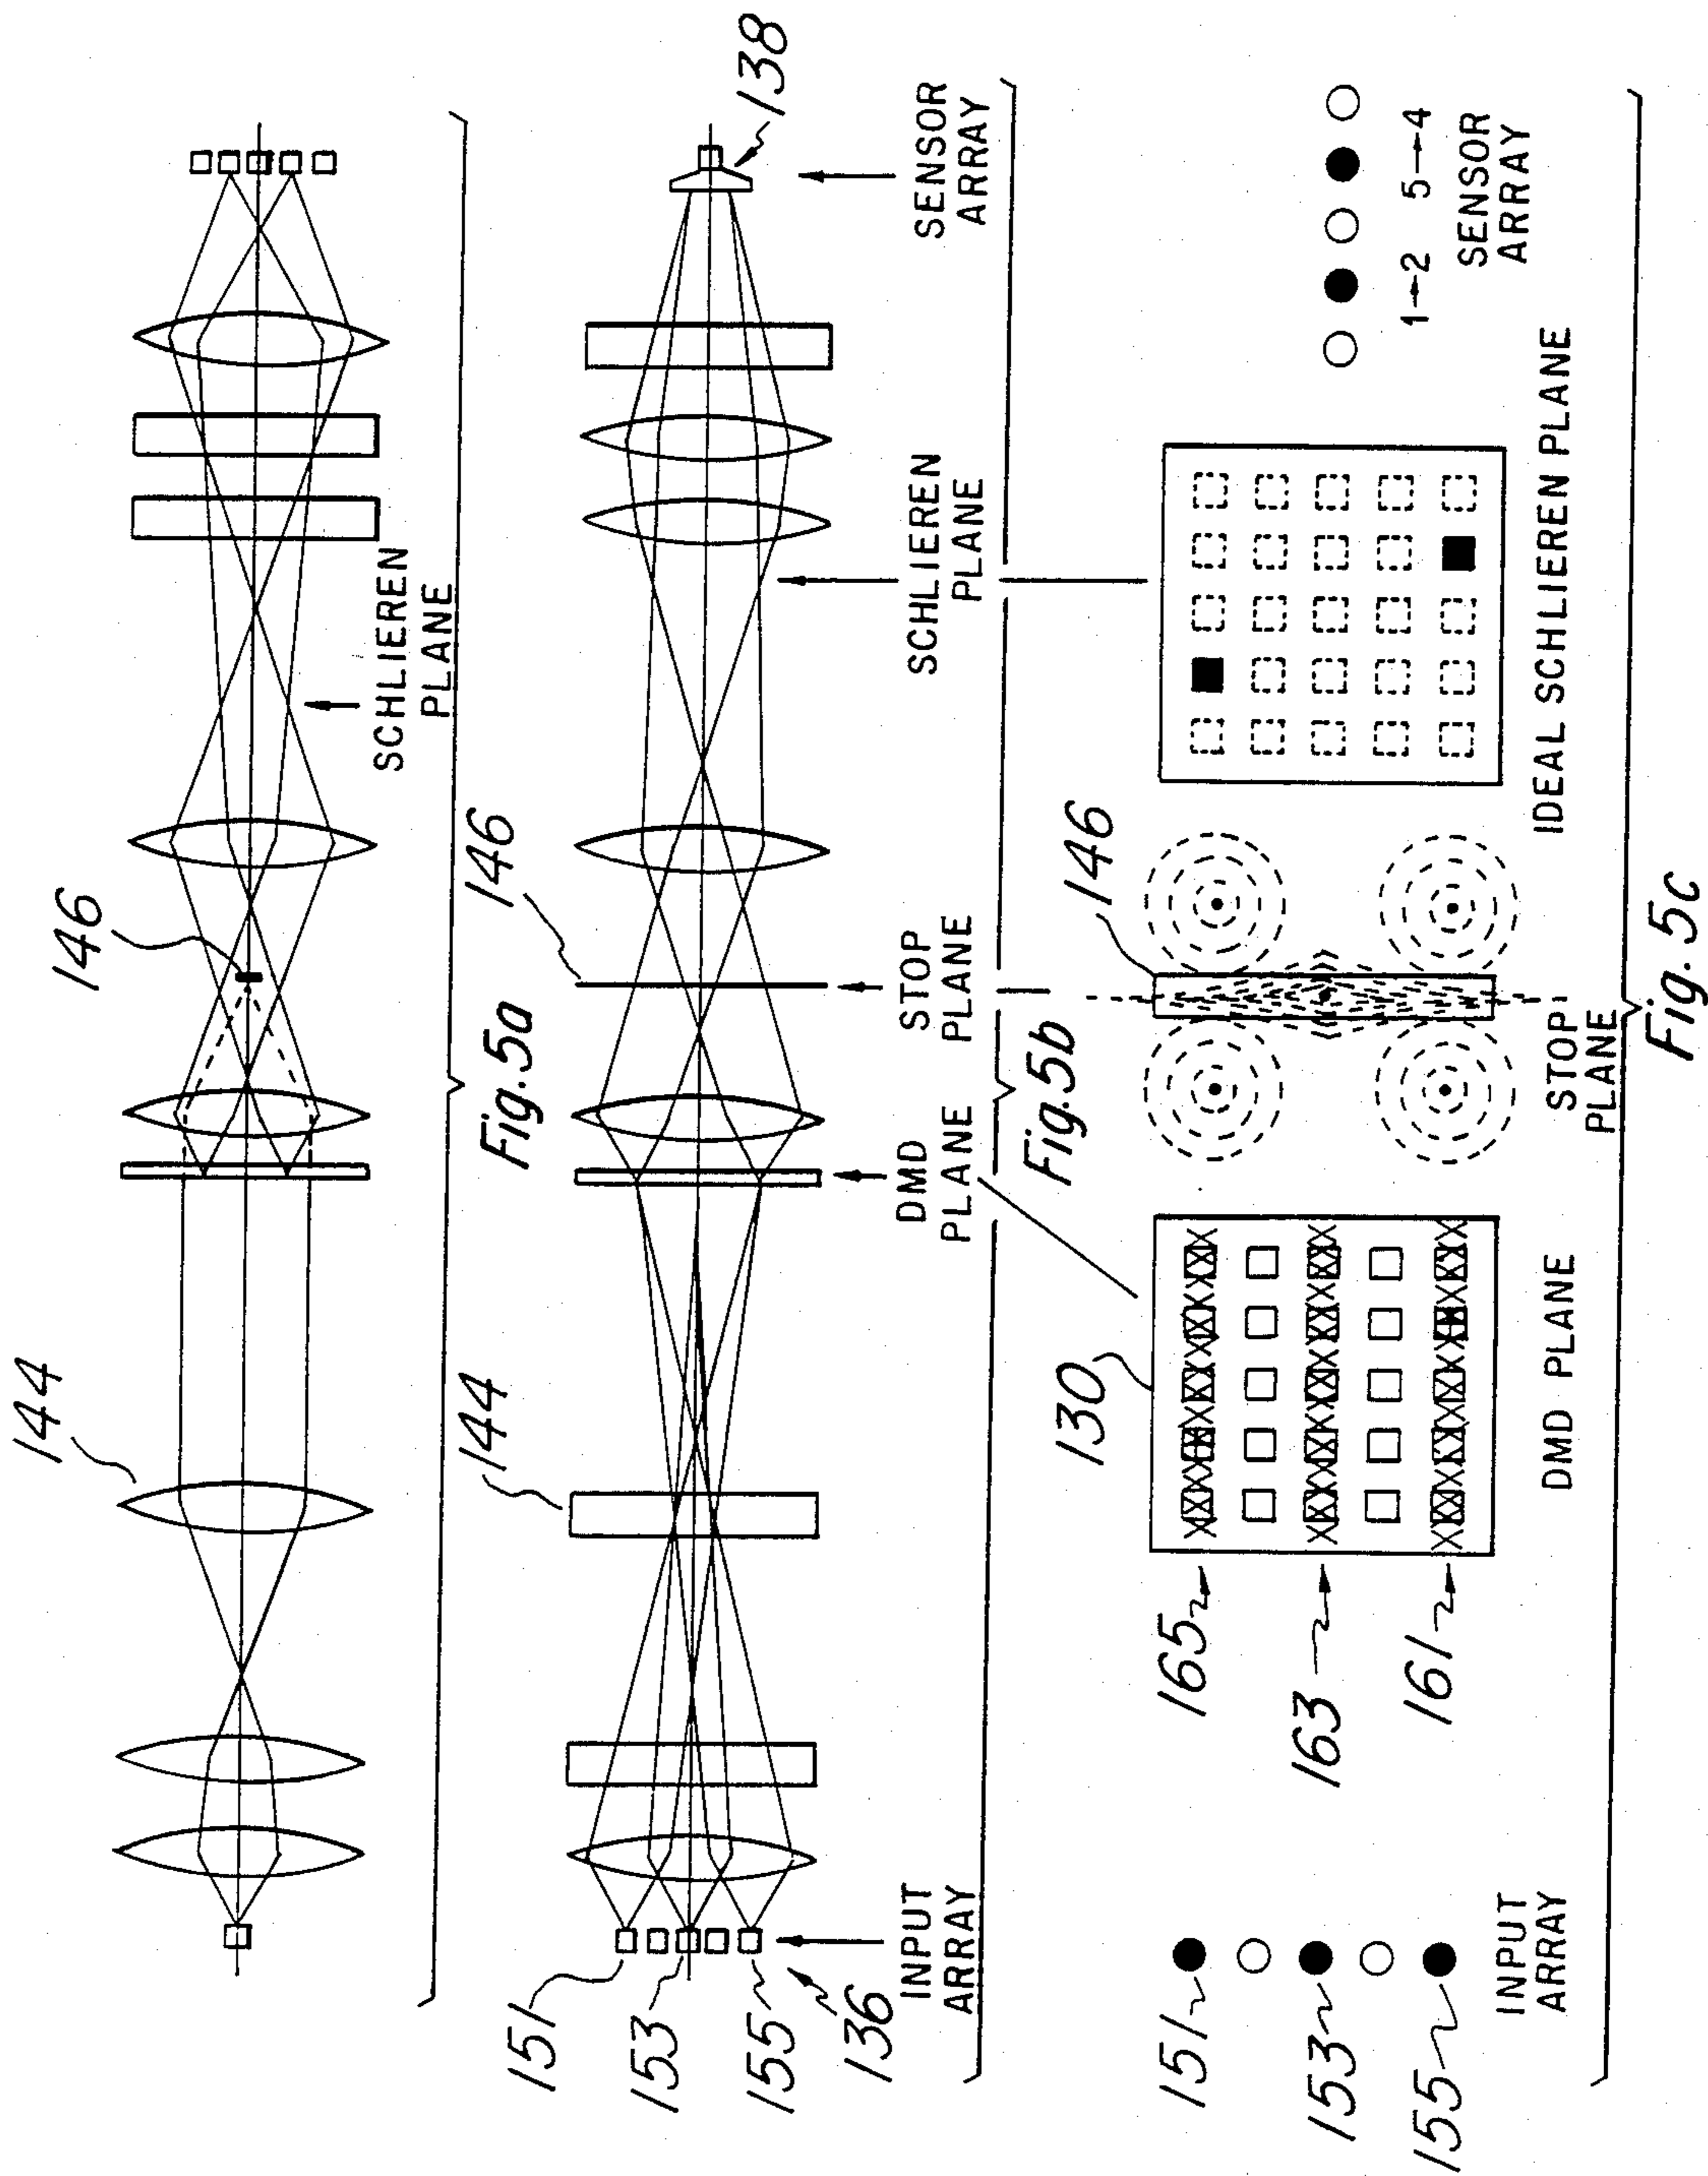 144
146
SCHLIEREN
PLANE
Fig.5a
151
153
155
136
INPUT
ARRAY
144
DMD
PLANE
146
STOP
PLANE
SCHLIEREN
PLANE
138
SENSOR
ARRAY
Fig.5b
151
153
155
INPUT
ARRAY
165
163
161
130
DMD PLANE
146
STOP
PLANE
IDEAL SCHLIEREN PLANE
1→2 5→4
SENSOR
ARRAY
Fig. 5c